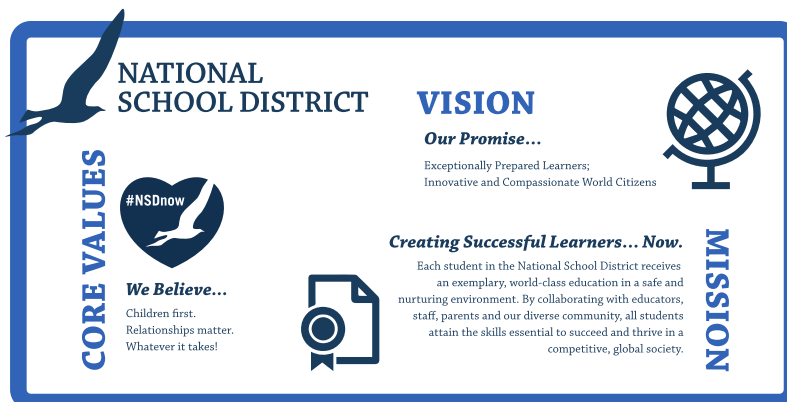 NATIONAL
SCHOOL DISTRICT
VISION
Our Promise...
Exceptionally Prepared Learners;
Innovative and Compassionate World Citizens
CORE VALUES
#NSDnow
We Believe...
Children first.
Relationships matter.
Whatever it takes!
MISSION
Creating Successful Learners... Now.
Each student in the National School District receives
an exemplary, world-class education in a safe and
nurturing environment. By collaborating with educators,
staff, parents and our diverse community, all students
attain the skills essential to succeed and thrive in a
competitive, global society.